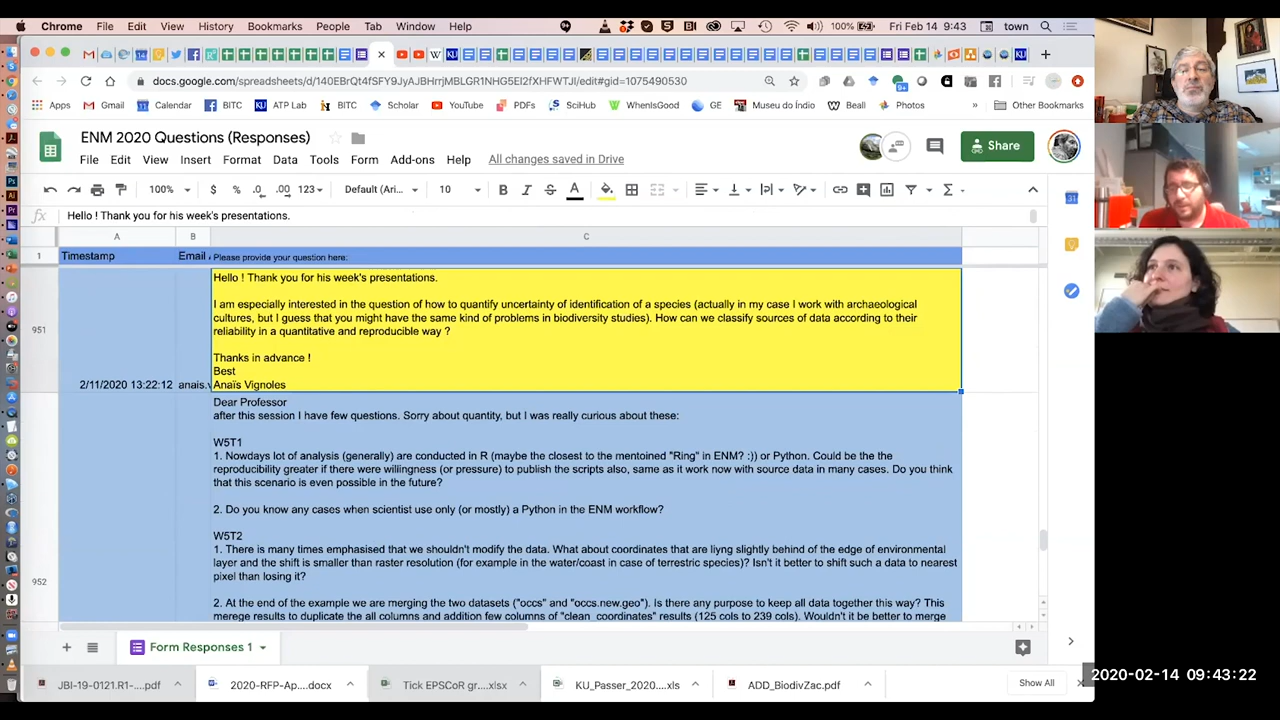 Chrome File Edit View History Bookmarks People Tab Window Help 100% Fri Feb 14 9:43 town
docs.google.com/spreadsheets/d/140EBrQt4fSFY9JyAJBHrrjMBLGR1NHG5EI2fXHFWTJI/edit#gid=1075490530
Apps Gmail Calendar BITC ATP Lab BITC Scholar YouTube PDFs SciHub WhenIsGood GE Museu do Índio Beall Photos » Other Bookmarks
ENM 2020 Questions (Responses)
File Edit View Insert Format Data Tools Form Add-ons Help All changes saved in Drive
Share
100% $ % .0 .00 123 Default (Ari... 10 B I S A
fx Hello ! Thank you for his week's presentations.
A B C
1 Timestamp Email Please provide your question here:
Hello ! Thank you for his week's presentations.
I am especially interested in the question of how to quantify uncertainty of identification of a species (actually in my case I work with archaeological
cultures, but I guess that you might have the same kind of problems in biodiversity studies). How can we classify sources of data according to their
951
reliability in a quantitative and reproducible way ?
Thanks in advance !
Best
2/11/2020 13:22:12 anais.v Anaïs Vignoles
Dear Professor
after this session I have few questions. Sorry about quantity, but I was really curious about these:
W5T1
1. Nowdays lot of analysis (generally) are conducted in R (maybe the closest to the mentoined "Ring" in ENM? :)) or Python. Could be the the
reproducibility greater if there were willingness (or pressure) to publish the scripts also, same as it work now with source data in many cases. Do you think
that this scenario is even possible in the future?
2. Do you know any cases when scientist use only (or mostly) a Python in the ENM workflow?
W5T2
1. There is many times emphasised that we shouldn't modify the data. What about coordinates that are liyng slightly behind of the edge of environmental
layer and the shift is smaller than raster resolution (for example in the water/coast in case of terrestric species)? Isn't it better to shift such a data to nearest
pixel than losing it?
952
2. At the end of the example we are merging the two datasets ("occs" and "occs.new.geo"). Is there any purpose to keep all data together this way? This
merege results to duplicate the all columns and addition few columns of "clean_coordinates" results (125 cols to 239 cols). Wouldn't it be better to merge
Form Responses 1
JBI-19-0121.R1-....pdf 2020-RFP-Ap....docx Tick EPSCoR gr....xlsx KU_Passer_2020....xls ADD_BiodivZac.pdf Show All
2020-02-14 09:43:22